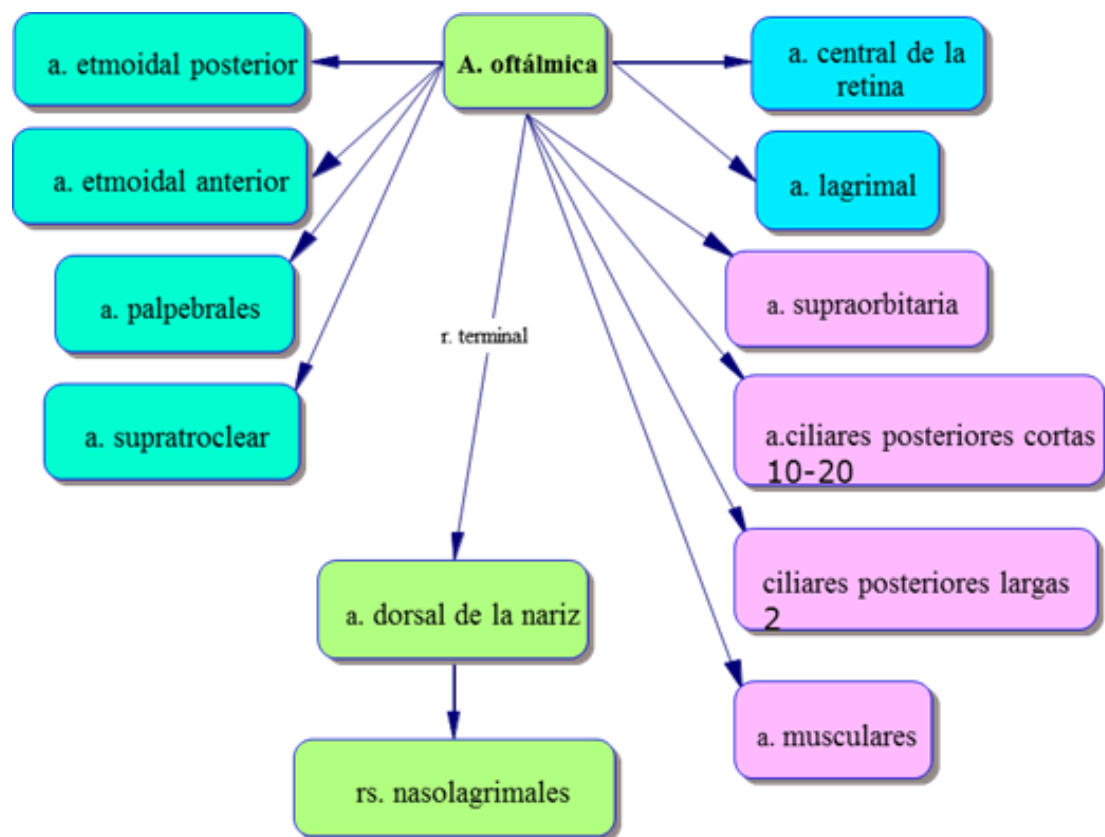 A. oftálmica
a. etmoidal posterior
a. etmoidal anterior
a. palpebrales
a. supratroclear
r. terminal
a. dorsal de la nariz
rs. nasolagrimales
a. central de la
retina
a. lagrimal
a. supraorbitaria
a.ciliares posteriores cortas
10-20
ciliares posteriores largas
2
a. musculares